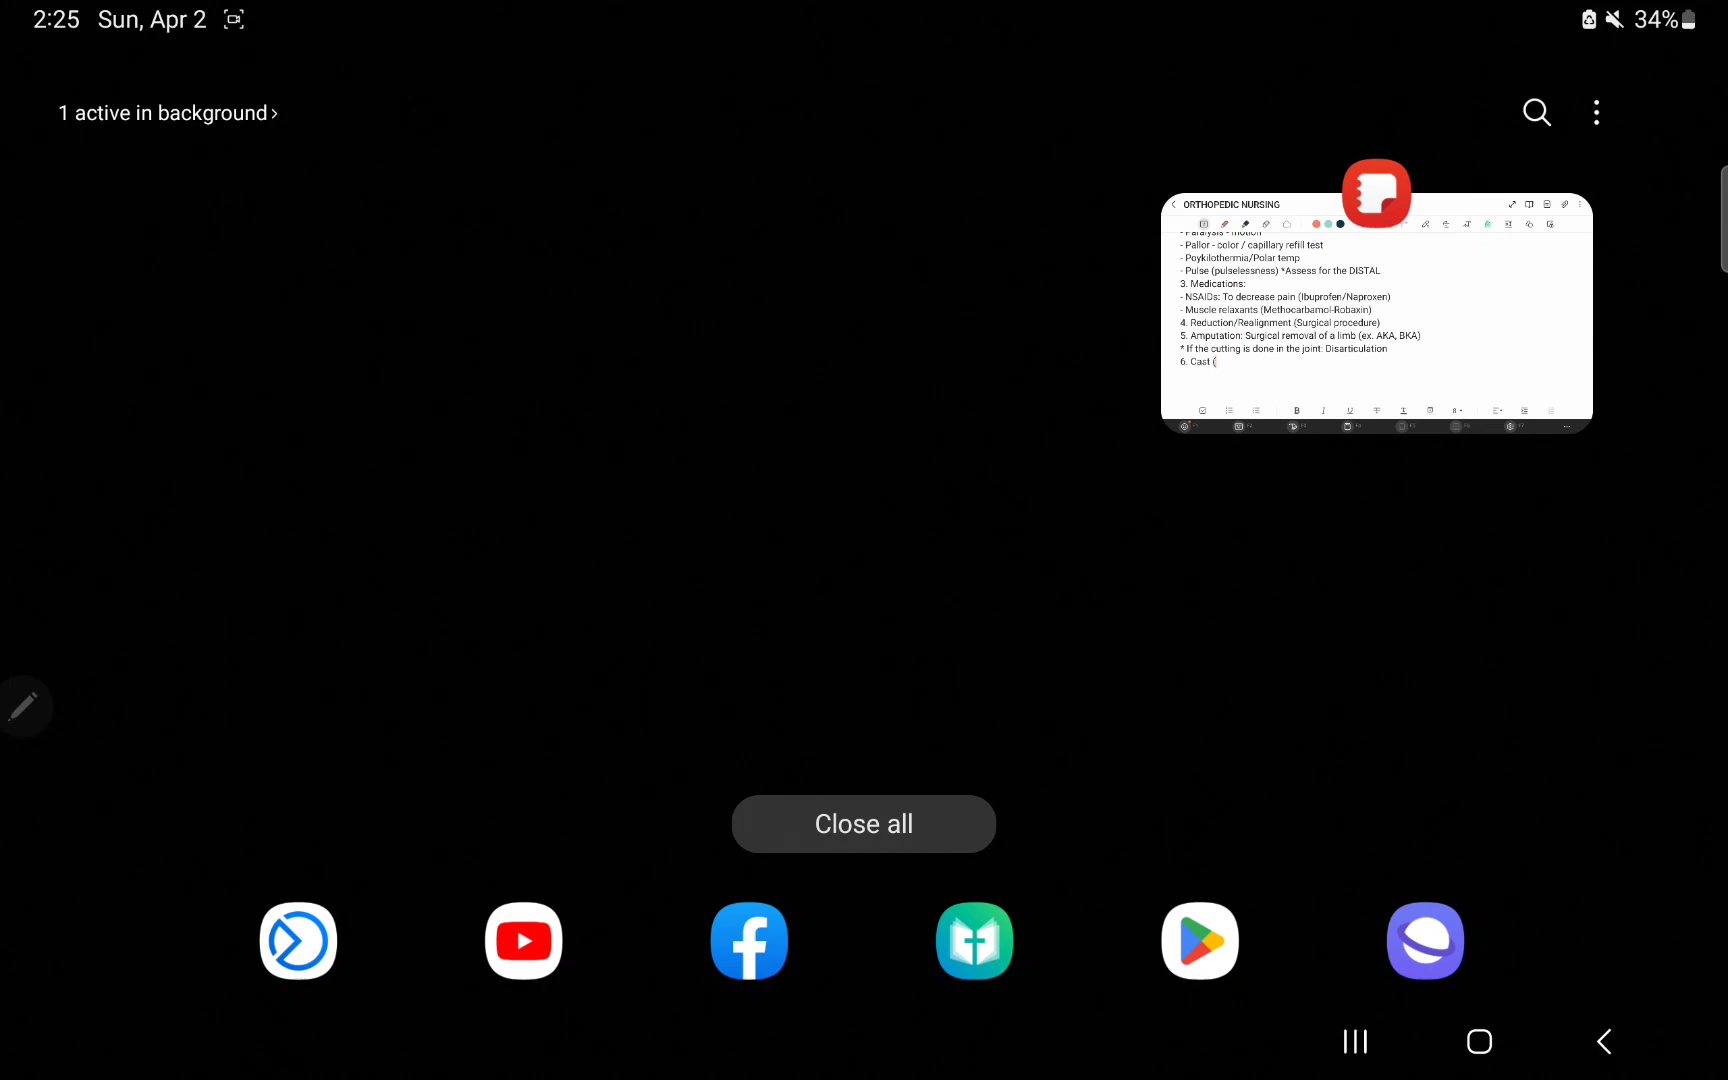 2:25 Sun, Apr 2
34%
1 active in background
ORTHOPEDIC NURSING
- Paralysis - motion
- Pallor - color / capillary refill test
- Poykilothermia/Polar temp
- Pulse (pulselessness) *Assess for the DISTAL
3. Medications:
- NSAIDs: To decrease pain (Ibuprofen/Naproxen)
- Muscle relaxants (Methocarbamol-Robaxin)
4. Reduction/Realignment (Surgical procedure)
5. Amputation: Surgical removal of a limb (ex. AKA, BKA)
* If the cutting is done in the joint: Disarticulation
6. Cast (
Close all